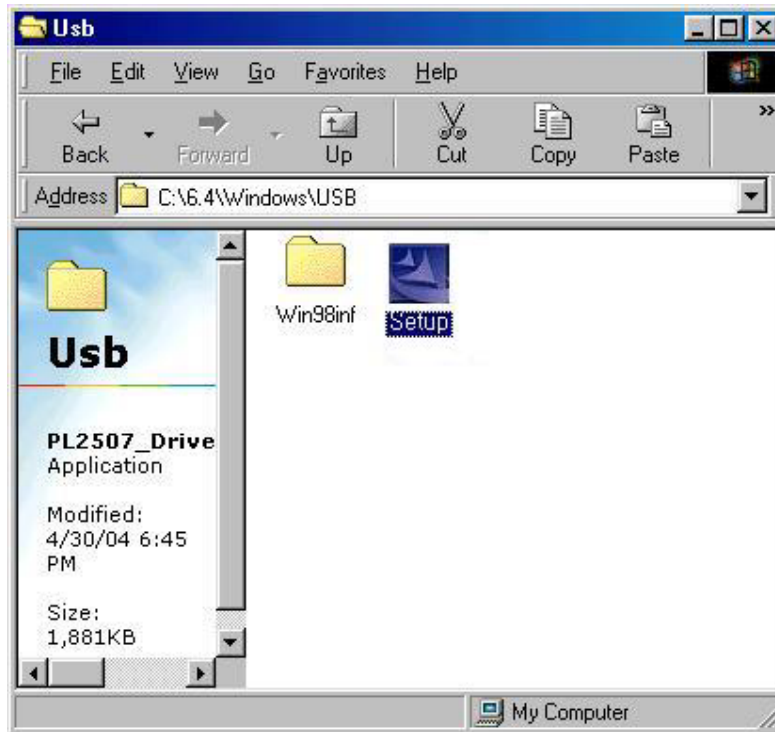 Usb
File Edit View Go Favorites Help
Back Forward Up Cut Copy Paste »
Address C:\6.4\Windows\USB
Win98inf Setup
Usb
PL2507_Drive
Application
Modified:
4/30/04 6:45
PM
Size:
1,881KB
My Computer